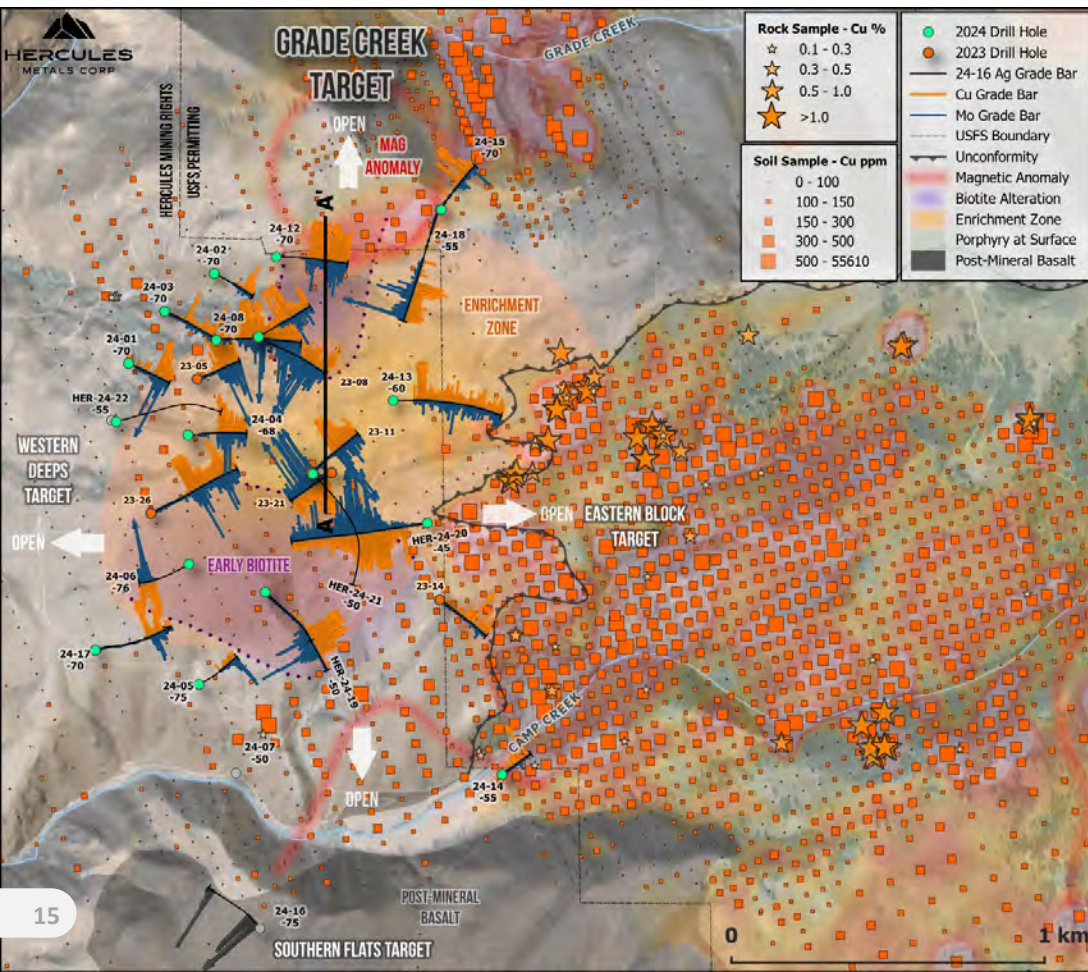 HERCULES
METALS CORP
GRADE CREEK
TARGET
OPEN
MAG
ANOMALY
GRADE CREEK
HERCULES MINING RIGHTS
USFS PERMITTING
A'
24-15
-70
24-12
-70
24-18
-55
24-02
-70
24-03
-70
24-08
-70
24-01
-70
23-05
ENRICHMENT
ZONE
23-08
24-13
-60
HER-24-22
-55
24-04
-68
23-11
WESTERN
DEEPS
TARGET
23-26
23-21
A
OPEN
OPEN
EASTERN BLOCK
TARGET
HER-24-20
-45
EARLY BIOTITE
24-06
-76
HER-24-21
-50
23-14
24-17
-70
24-05
-75
HER-24-19
-50
24-07
-50
OPEN
CAMP CREEK
24-14
-55
POST-MINERAL
BASALT
24-16
-75
SOUTHERN FLATS TARGET
15
Rock Sample - Cu %
0.1 - 0.3
0.3 - 0.5
0.5 - 1.0
>1.0
Soil Sample - Cu ppm
0 - 100
100 - 150
150 - 300
300 - 500
500 - 55610
2024 Drill Hole
2023 Drill Hole
24-16 Ag Grade Bar
Cu Grade Bar
Mo Grade Bar
USFS Boundary
Unconformity
Magnetic Anomaly
Biotite Alteration
Enrichment Zone
Porphyry at Surface
Post-Mineral Basalt
0
1 km